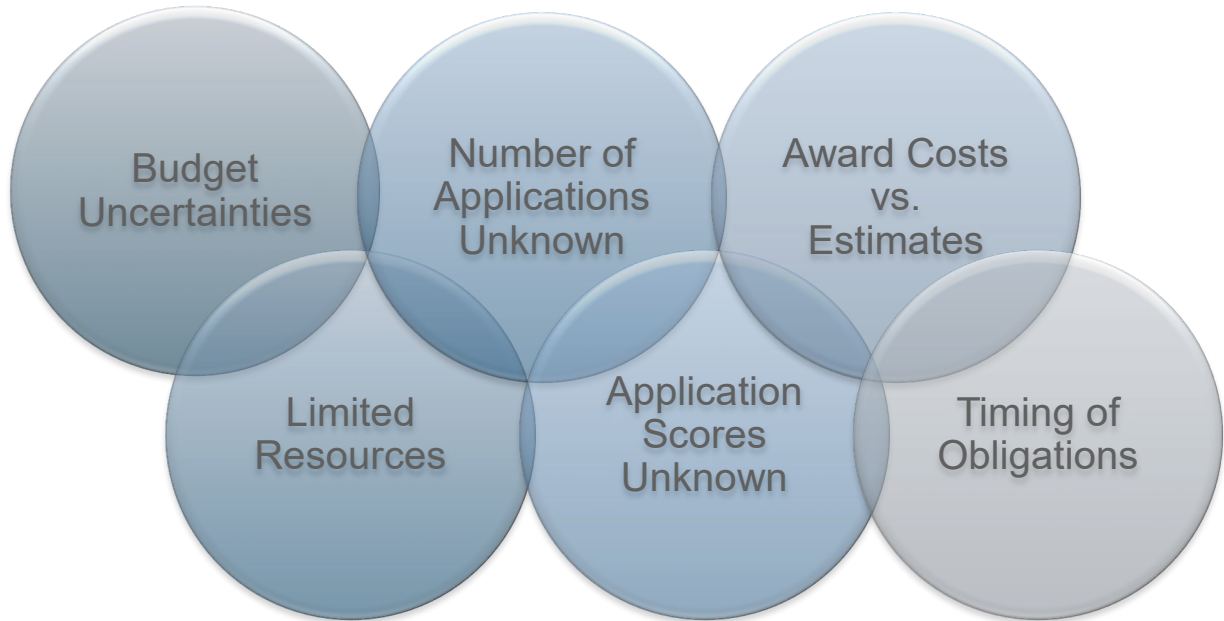 Budget
Uncertainties
Number of
Applications
Unknown
Award Costs
vs.
Estimates
Limited
Resources
Application
Scores
Unknown
Timing of
Obligations